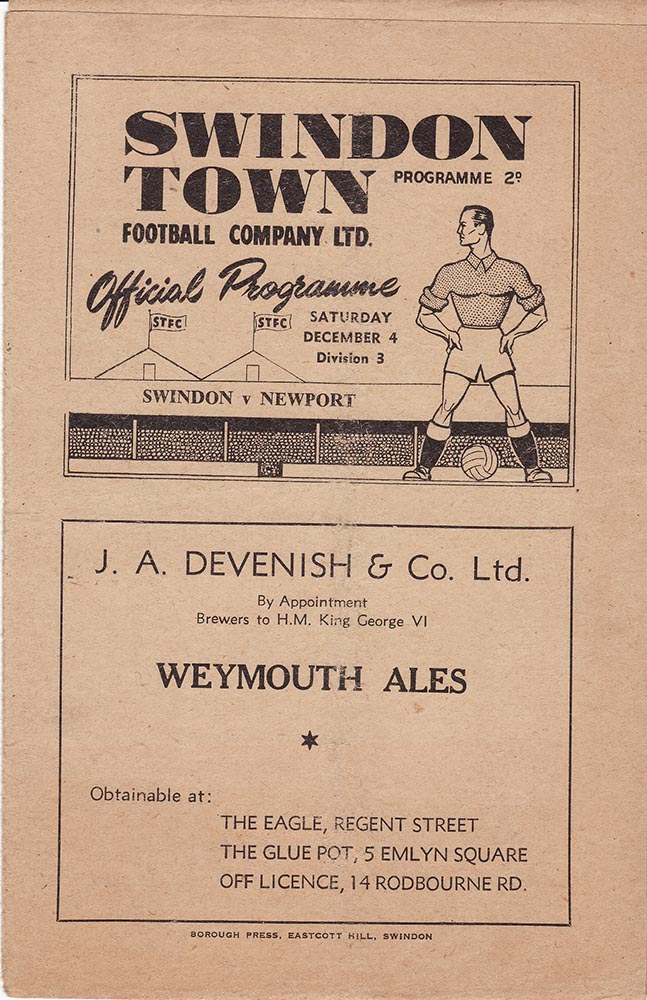 SWINDON
TOWN
PROGRAMME 2D
FOOTBALL COMPANY LTD.
Official Programme
STFC
STFC
SATURDAY
DECEMBER 4
Division 3
SWINDON v NEWPORT
J. A. DEVENISH & Co. Ltd.
By Appointment
Brewers to H.M. King George VI
WEYMOUTH ALES
Obtainable at:
THE EAGLE, REGENT STREET
THE GLUE POT, 5 EMLYN SQUARE
OFF LICENCE, 14 RODBOURNE RD.
BOROUGH PRESS, EASTCOTT HILL, SWINDON